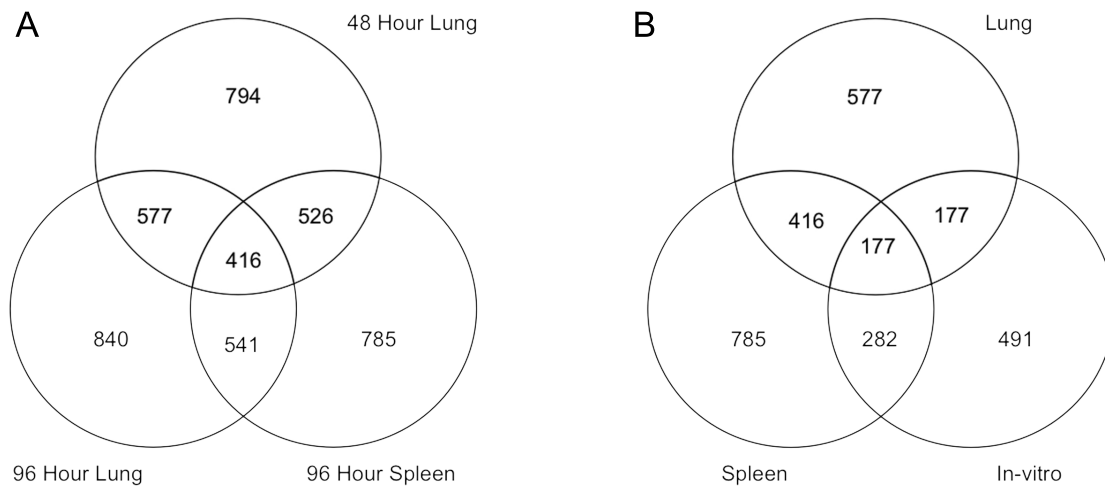 A
48 Hour Lung
794
577
526
416
840
541
785
96 Hour Lung
96 Hour Spleen
B
Lung
577
416
177
177
785
282
491
Spleen
In-vitro